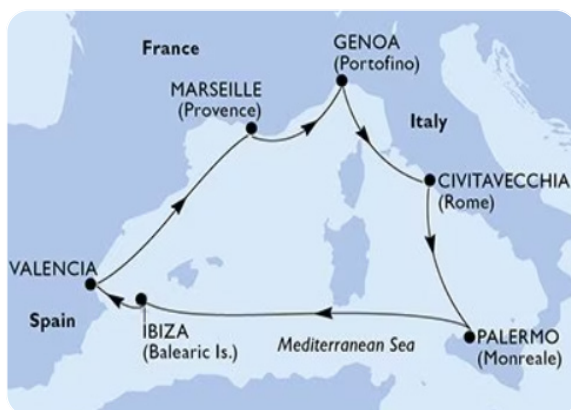 France
GENOA
(Portofino)
MARSEILLE
(Provence)
Italy
CIVITAVECCHIA
(Rome)
VALENCIA
Spain
IBIZA
(Balearic Is.)
Mediterranean Sea
PALERMO
(Monreale)